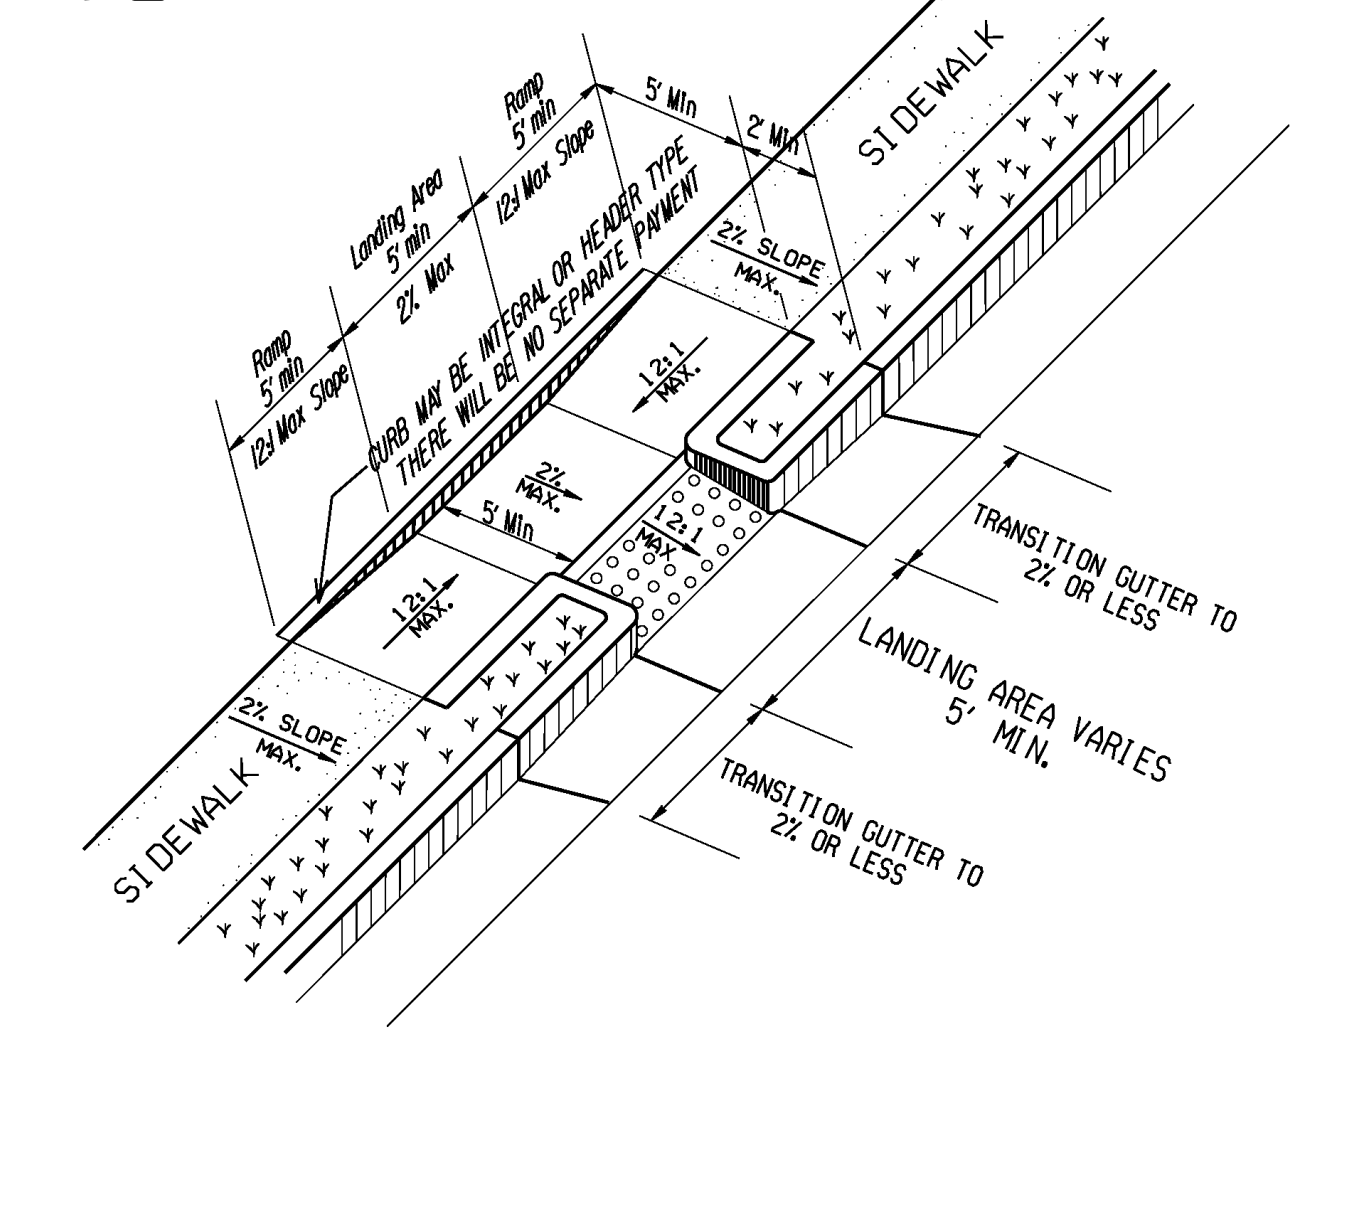 Ramp
5' min
12:1 Max Slope
Landing Area
5' min
2% Max
Ramp
5' min
12:1 Max Slope
5' Min
2' Min
SIDEWALK
CURB MAY BE INTEGRAL OR HEADER TYPE
THERE WILL BE NO SEPARATE PAYMENT
2% SLOPE
MAX.
12:1
MAX.
2%
MAX.
5' Min
12:1
MAX
12:1
MAX.
2% SLOPE
MAX.
SIDEWALK
TRANSITION GUTTER TO
2% OR LESS
LANDING AREA VARIES
5' MIN.
TRANSITION GUTTER TO
2% OR LESS